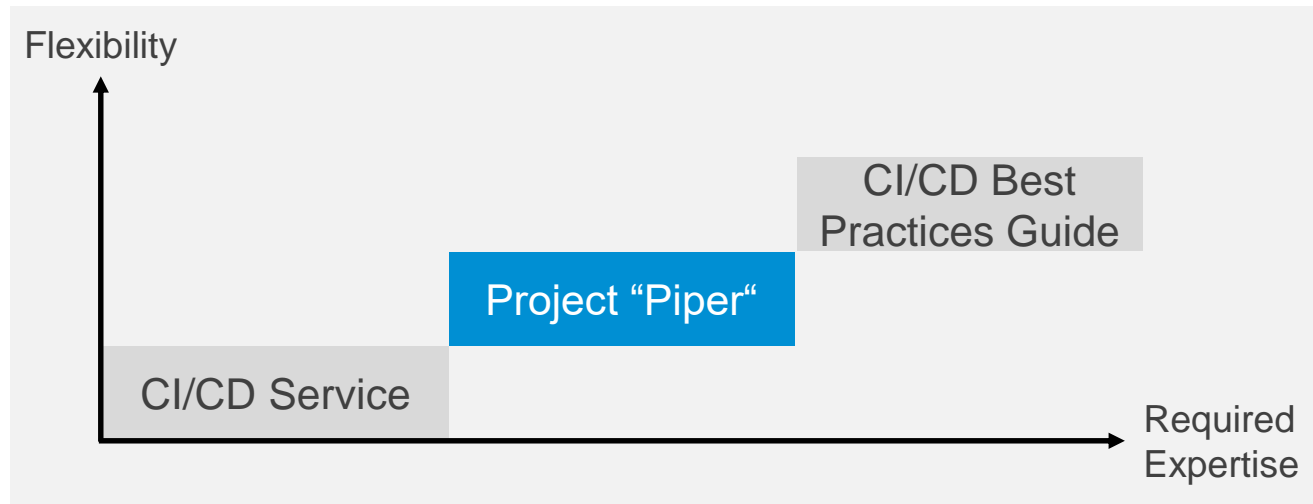 Flexibility
CI/CD Best
Practices Guide
Project “Piper“
CI/CD Service
Required
Expertise